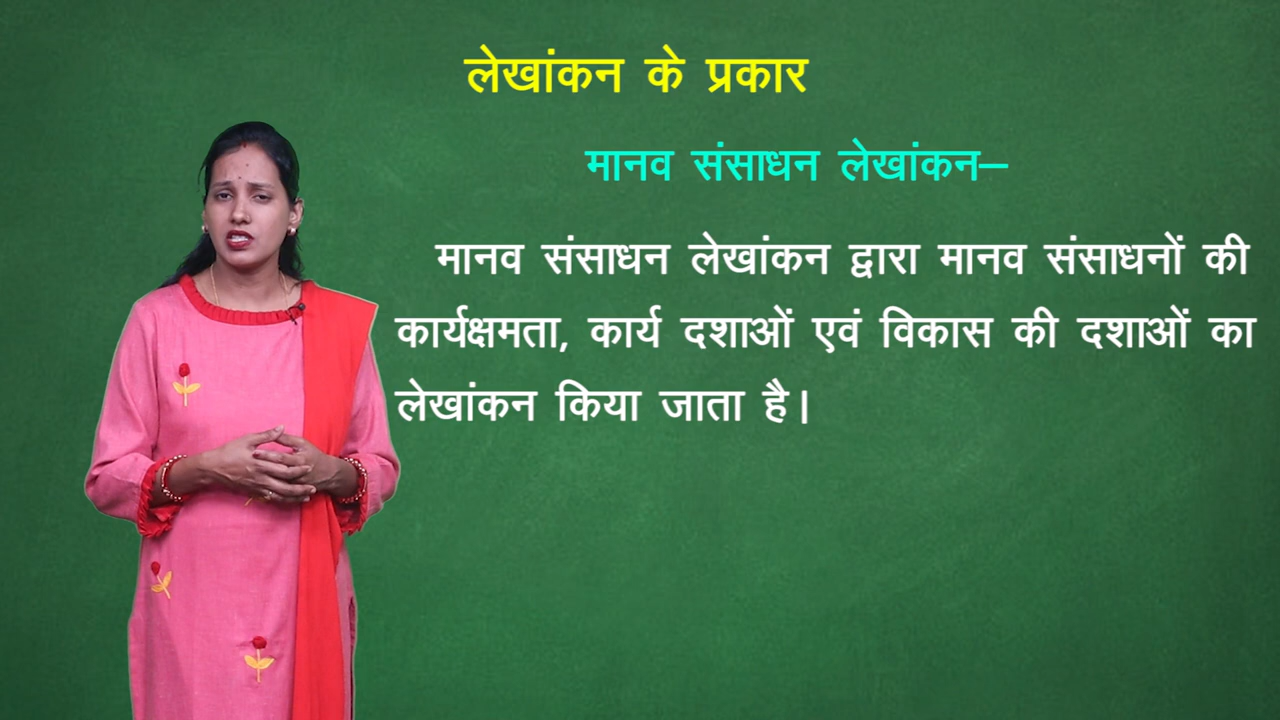 लेखांकन के प्रकार
मानव संसाधन लेखांकन–
मानव संसाधन लेखांकन द्वारा मानव संसाधनों की
कार्यक्षमता, कार्य दशाओं एवं विकास की दशाओं का
लेखांकन किया जाता है।